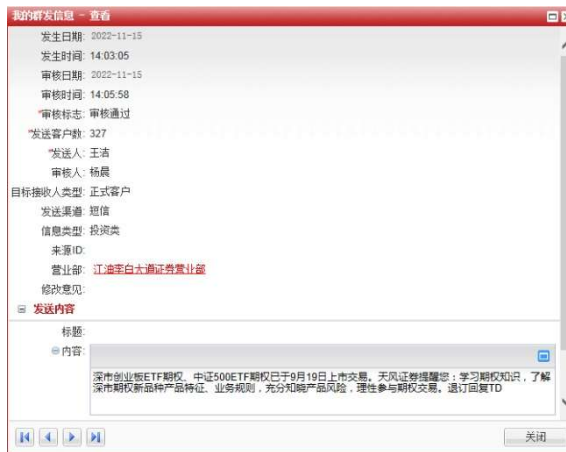 我的群发信息 - 查看
发生日期: 2022-11-15
发生时间: 14:03:05
审核日期: 2022-11-15
审核时间: 14:05:58
*审核标志: 审核通过
*发送客户数: 327
*发送人: 王洁
审核人: 杨晨
目标接收人类型: 正式客户
发送渠道: 短信
信息类型: 投资类
来源ID:
营业部: 江油李白大道证券营业部
修改意见:
发送内容
标题:
内容:
深市创业板ETF期权、中证500ETF期权已于9月19日上市交易。天风证券提醒您：学习期权知识，了解
深市期权新品种产品特征、业务规则，充分知晓产品风险，理性参与期权交易。退订回复TD
关闭